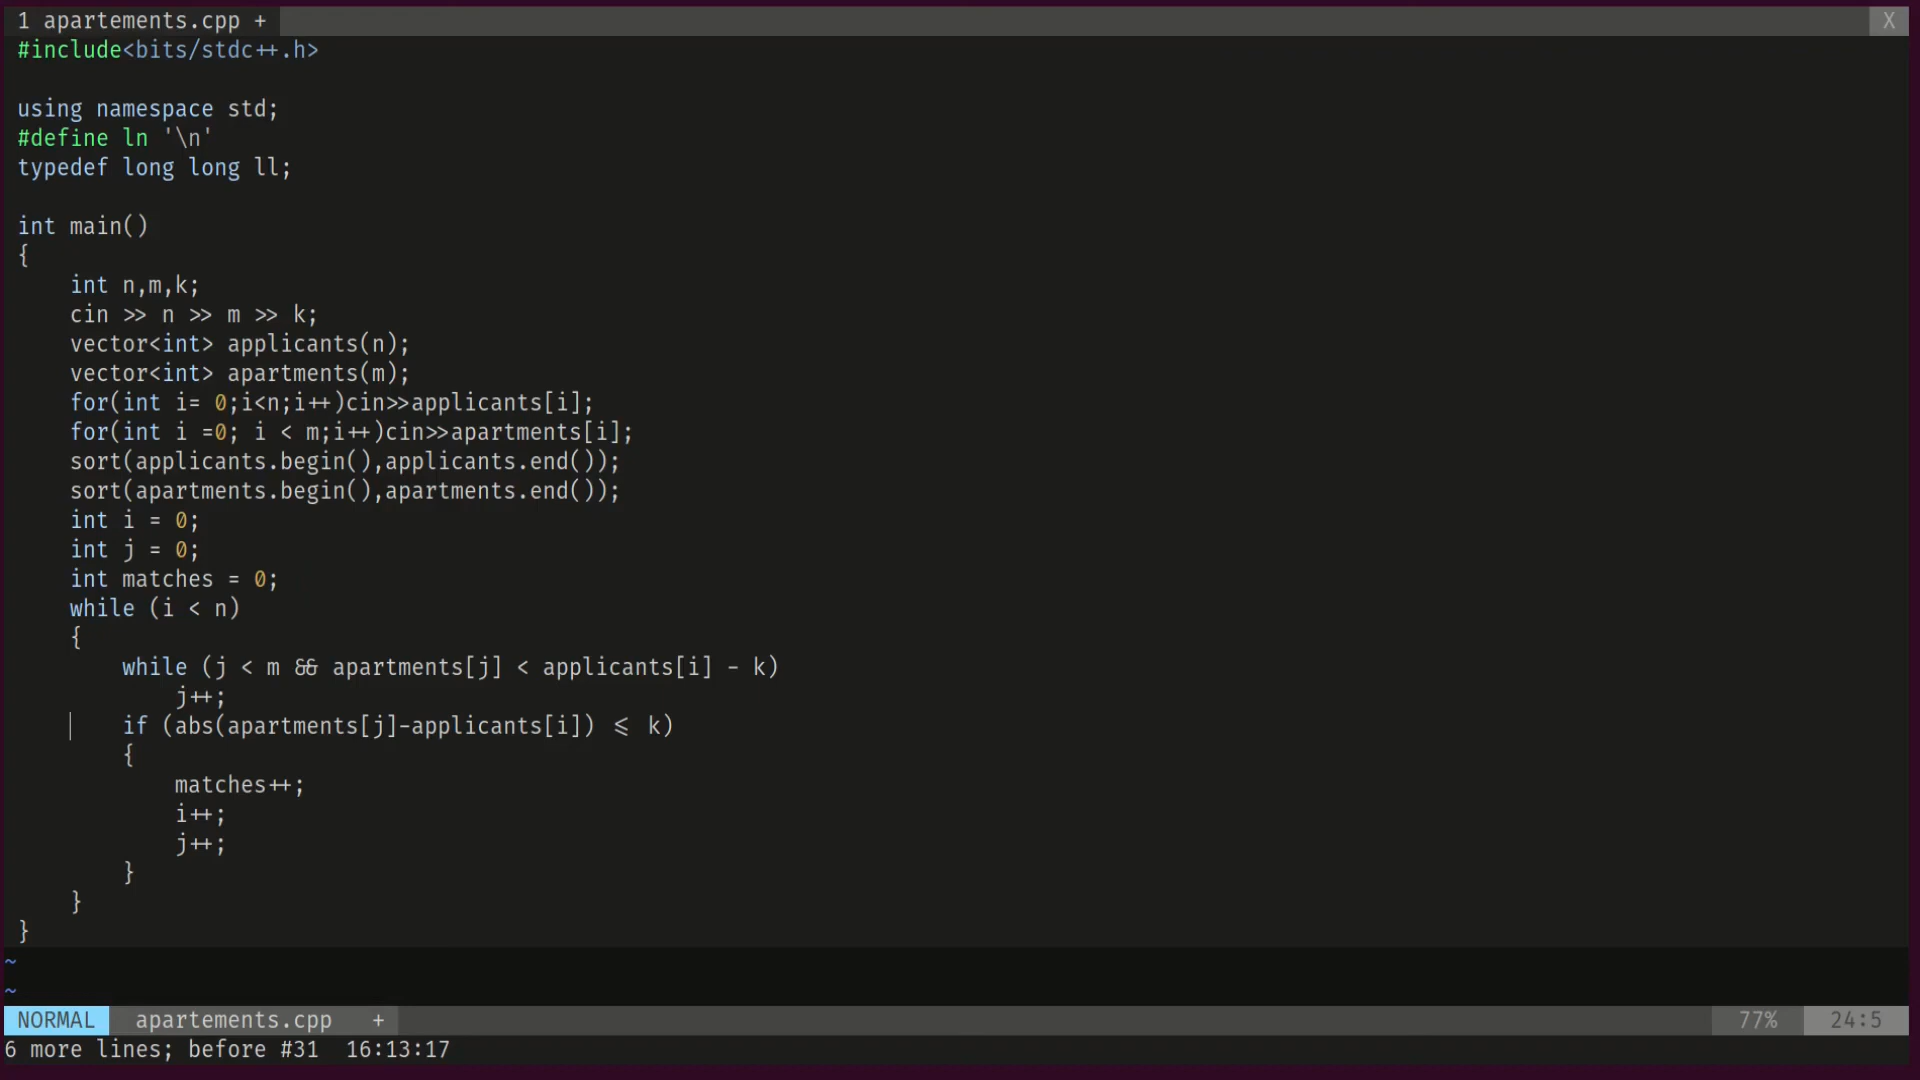 1 apartements.cpp + X
#include<bits/stdc++.h>
using namespace std;
#define ln '\n'
typedef long long ll;
int main()
{
int n,m,k;
cin >> n >> m >> k;
vector<int> applicants(n);
vector<int> apartments(m);
for(int i= 0;i<n;i++)cin>>applicants[i];
for(int i =0; i < m;i++)cin>>apartments[i];
sort(applicants.begin(),applicants.end());
sort(apartments.begin(),apartments.end());
int i = 0;
int j = 0;
int matches = 0;
while (i < n)
{
while (j < m && apartments[j] < applicants[i] - k)
j++;
if (abs(apartments[j]-applicants[i]) <= k)
{
matches++;
i++;
j++;
}
}
}
~
~
NORMAL apartements.cpp + 77% 24:5
6 more lines; before #31 16:13:17